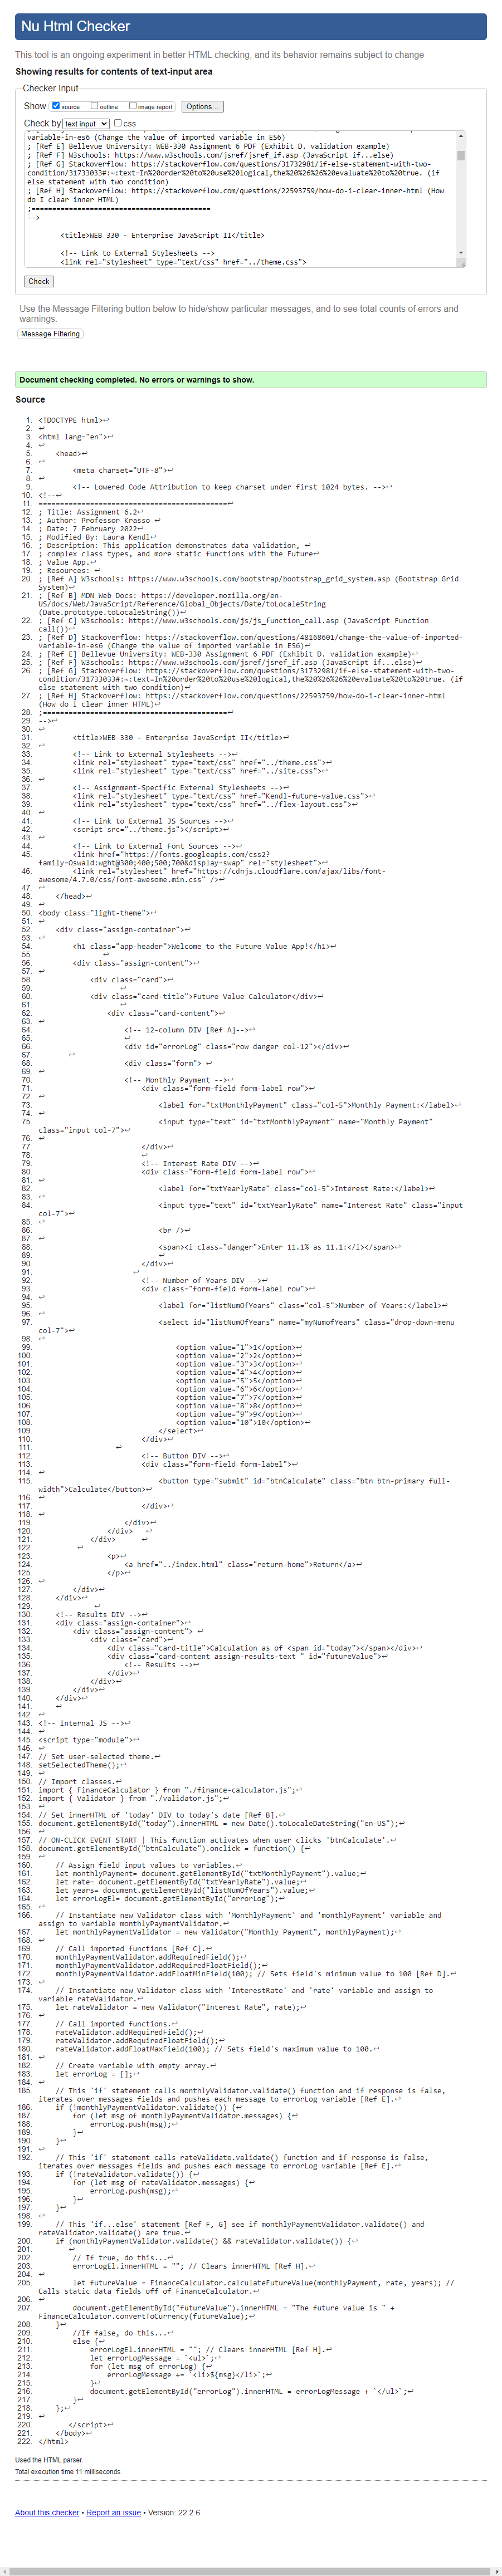 Nu Html Checker
This tool is an ongoing experiment in better HTML checking, and its behavior remains subject to change
Showing results for contents of text-input area
Checker Input
Show source outline image report Options...
Check by text input css
variable-in-es6 (Change the value of imported variable in ES6)
; [Ref E] Bellevue University: WEB-330 Assignment 6 PDF (Exhibit D. validation example)
; [Ref F] W3schools: https://www.w3schools.com/jsref/jsref_if.asp (JavaScript if...else)
; [Ref G] Stackoverflow: https://stackoverflow.com/questions/31732981/if-else-statement-with-two-
condition/31733033#:~:text=In%20order%20to%20use%20logical,the%20%26%26%20evaluate%20to%20true. (if
else statement with two condition)
; [Ref H] Stackoverflow: https://stackoverflow.com/questions/22593759/how-do-i-clear-inner-html (How
do I clear inner HTML)
;===========================================
-->
<title>WEB 330 - Enterprise JavaScript II</title>
<!-- Link to External Stylesheets -->
<link rel="stylesheet" type="text/css" href="../theme.css">
Check
Use the Message Filtering button below to hide/show particular messages, and to see total counts of errors and
warnings.
Message Filtering
Document checking completed. No errors or warnings to show.
Source
1. <!DOCTYPE html>↩
2. ↩
3. <html lang="en">↩
4. ↩
5. <head>↩
6. ↩
7. <meta charset="UTF-8">↩
8. ↩
9. <!-- Lowered Code Attribution to keep charset under first 1024 bytes. -->↩
10. <!--↩
11. ============================================↩
12. ; Title: Assignment 6.2↩
13. ; Author: Professor Krasso ↩
14. ; Date: 7 February 2022↩
15. ; Modified By: Laura Kendl↩
16. ; Description: This application demonstrates data validation, ↩
17. ; complex class types, and more static functions with the Future↩
18. ; Value App.↩
19. ; Resources: ↩
20. ; [Ref A] W3schools: https://www.w3schools.com/bootstrap/bootstrap_grid_system.asp (Bootstrap Grid
System)↩
21. ; [Ref B] MDN Web Docs: https://developer.mozilla.org/en-
US/docs/Web/JavaScript/Reference/Global_Objects/Date/toLocaleString
(Date.prototype.toLocaleString())↩
22. ; [Ref C] W3schools: https://www.w3schools.com/js/js_function_call.asp (JavaScript Function
call())↩
23. ; [Ref D] Stackoverflow: https://stackoverflow.com/questions/48168601/change-the-value-of-imported-
variable-in-es6 (Change the value of imported variable in ES6)↩
24. ; [Ref E] Bellevue University: WEB-330 Assignment 6 PDF (Exhibit D. validation example)↩
25. ; [Ref F] W3schools: https://www.w3schools.com/jsref/jsref_if.asp (JavaScript if...else)↩
26. ; [Ref G] Stackoverflow: https://stackoverflow.com/questions/31732981/if-else-statement-with-two-
condition/31733033#:~:text=In%20order%20to%20use%20logical,the%20%26%26%20evaluate%20to%20true. (if
else statement with two condition)↩
27. ; [Ref H] Stackoverflow: https://stackoverflow.com/questions/22593759/how-do-i-clear-inner-html
(How do I clear inner HTML)↩
28. ;===========================================↩
29. -->↩
30. ↩
31. <title>WEB 330 - Enterprise JavaScript II</title>↩
32. ↩
33. <!-- Link to External Stylesheets -->↩
34. <link rel="stylesheet" type="text/css" href="../theme.css">↩
35. <link rel="stylesheet" type="text/css" href="../site.css">↩
36. ↩
37. <!-- Assignment-Specific External Stylesheets -->↩
38. <link rel="stylesheet" type="text/css" href="Kendl-future-value.css">↩
39. <link rel="stylesheet" type="text/css" href="../flex-layout.css">↩
40. ↩
41. <!-- Link to External JS Sources -->↩
42. <script src="../theme.js"></script>↩
43. ↩
44. <!-- Link to External Font Sources -->↩
45. <link href="https://fonts.googleapis.com/css2?
family=Oswald:wght@300;400;500;700&display=swap" rel="stylesheet">↩
46. <link rel="stylesheet" href="https://cdnjs.cloudflare.com/ajax/libs/font-
awesome/4.7.0/css/font-awesome.min.css" />↩
47. ↩
48. </head>↩
49. ↩
50. <body class="light-theme">↩
51. ↩
52. <div class="assign-container">↩
53. ↩
54. <h1 class="app-header">Welcome to the Future Value App!</h1>↩
55. ↩
56. <div class="assign-content">↩
57. ↩
58. <div class="card">↩
59. ↩
60. <div class="card-title">Future Value Calculator</div>↩
61. ↩
62. <div class="card-content">↩
63. ↩
64. <!-- 12-column DIV [Ref A]-->↩
65. ↩
66. <div id="errorLog" class="row danger col-12"></div>↩
67. ↩
68. <div class="form"> ↩
69. ↩
70. <!-- Monthly Payment -->↩
71. <div class="form-field form-label row">↩
72. ↩
73. <label for="txtMonthlyPayment" class="col-5">Monthly Payment:</label>↩
74. ↩
75. <input type="text" id="txtMonthlyPayment" name="Monthly Payment"
class="input col-7">↩
76. ↩
77. </div>↩
78. ↩
79. <!-- Interest Rate DIV -->↩
80. <div class="form-field form-label row">↩
81. ↩
82. <label for="txtYearlyRate" class="col-5">Interest Rate:</label>↩
83. ↩
84. <input type="text" id="txtYearlyRate" name="Interest Rate" class="input
col-7">↩
85. ↩
86. <br />↩
87. ↩
88. <span><i class="danger">Enter 11.1% as 11.1:</i></span>↩
89. ↩
90. </div>↩
91. ↩
92. <!-- Number of Years DIV -->↩
93. <div class="form-field form-label row">↩
94. ↩
95. <label for="listNumOfYears" class="col-5">Number of Years:</label>↩
96. ↩
97. <select id="listNumOfYears" name="myNumofYears" class="drop-down-menu
col-7">↩
98. ↩
99. <option value="1">1</option>↩
100. <option value="2">2</option>↩
101. <option value="3">3</option>↩
102. <option value="4">4</option>↩
103. <option value="5">5</option>↩
104. <option value="6">6</option>↩
105. <option value="7">7</option>↩
106. <option value="8">8</option>↩
107. <option value="9">9</option>↩
108. <option value="10">10</option>↩
109. </select>↩
110. </div>↩
111. ↩
112. <!-- Button DIV -->↩
113. <div class="form-field form-label">↩
114. ↩
115. <button type="submit" id="btnCalculate" class="btn btn-primary full-
width">Calculate</button>↩
116. ↩
117. </div>↩
118. ↩
119. </div>↩
120. </div> ↩
121. </div> ↩
122. ↩
123. <p>↩
124. <a href="../index.html" class="return-home">Return</a>↩
125. </p>↩
126. ↩
127. </div>↩
128. </div>↩
129. ↩
130. <!-- Results DIV -->↩
131. <div class="assign-container">↩
132. <div class="assign-content"> ↩
133. <div class="card">↩
134. <div class="card-title">Calculation as of <span id="today"></span></div>↩
135. <div class="card-content assign-results-text " id="futureValue">↩
136. <!-- Results -->↩
137. </div>↩
138. </div>↩
139. </div>↩
140. </div>↩
141. ↩
142. ↩
143. <!-- Internal JS -->↩
144. ↩
145. <script type="module">↩
146. ↩
147. // Set user-selected theme.↩
148. setSelectedTheme();↩
149. ↩
150. // Import classes.↩
151. import { FinanceCalculator } from "./finance-calculator.js";↩
152. import { Validator } from "./validator.js";↩
153. ↩
154. // Set innerHTML of 'today' DIV to today's date [Ref B].↩
155. document.getElementById("today").innerHTML = new Date().toLocaleDateString("en-US");↩
156. ↩
157. // ON-CLICK EVENT START | This function activates when user clicks 'btnCalculate'.↩
158. document.getElementById("btnCalculate").onclick = function() {↩
159. ↩
160. // Assign field input values to variables.↩
161. let monthlyPayment= document.getElementById("txtMonthlyPayment").value;↩
162. let rate= document.getElementById("txtYearlyRate").value;↩
163. let years= document.getElementById("listNumOfYears").value;↩
164. let errorLogEl= document.getElementById("errorLog");↩
165. ↩
166. // Instantiate new Validator class with 'MonthlyPayment' and 'monthlyPayment' variable and
assign to variable monthlyPaymentValidator.↩
167. let monthlyPaymentValidator = new Validator("Monthly Payment", monthlyPayment);↩
168. ↩
169. // Call imported functions [Ref C].↩
170. monthlyPaymentValidator.addRequiredField();↩
171. monthlyPaymentValidator.addRequiredFloatField();↩
172. monthlyPaymentValidator.addFloatMinField(100); // Sets field's minimum value to 100 [Ref D].↩
173. ↩
174. // Instantiate new Validator class with 'InterestRate' and 'rate' variable and assign to
variable rateValidator.↩
175. let rateValidator = new Validator("Interest Rate", rate);↩
176. ↩
177. // Call imported functions.↩
178. rateValidator.addRequiredField();↩
179. rateValidator.addRequiredFloatField();↩
180. rateValidator.addFloatMaxField(100); // Sets field's maximum value to 100.↩
181. ↩
182. // Create variable with empty array.↩
183. let errorLog = [];↩
184. ↩
185. // This 'if' statement calls monthlyValidator.validate() function and if response is false,
iterates over messages fields and pushes each message to errorLog variable [Ref E].↩
186. if (!monthlyPaymentValidator.validate()) {↩
187. for (let msg of monthlyPaymentValidator.messages) {↩
188. errorLog.push(msg);↩
189. }↩
190. }↩
191. ↩
192. // This 'if' statement calls rateValidate.validate() function and if response is false,
iterates over messages fields and pushes each message to errorLog variable [Ref E].↩
193. if (!rateValidator.validate()) {↩
194. for (let msg of rateValidator.messages) {↩
195. errorLog.push(msg);↩
196. }↩
197. }↩
198. ↩
199. // This 'if...else' statement [Ref F, G] see if monthlyPaymentValidator.validate() and
rateValidator.validate() are true.↩
200. if (monthlyPaymentValidator.validate() && rateValidator.validate()) {↩
201. ↩
202. // If true, do this...↩
203. errorLogEl.innerHTML = ""; // Clears innerHTML [Ref H].↩
204. ↩
205. let futureValue = FinanceCalculator.calculateFutureValue(monthlyPayment, rate, years); //
Calls static data fields off of FinanceCalculator.↩
206. ↩
207. document.getElementById("futureValue").innerHTML = "The future value is " +
FinanceCalculator.convertToCurrency(futureValue);↩
208. }↩
209. //If false, do this...↩
210. else {↩
211. errorLogEl.innerHTML = ""; // Clears innerHTML [Ref H].↩
212. let errorLogMessage = `<ul>`;↩
213. for (let msg of errorLog) {↩
214. errorLogMessage += `<li>${msg}</li>`;↩
215. }↩
216. document.getElementById("errorLog").innerHTML = errorLogMessage + `</ul>`;↩
217. }↩
218. };↩
219. ↩
220. </script>↩
221. </body>↩
222. </html>
Used the HTML parser.
Total execution time 11 milliseconds.
About this checker • Report an issue • Version: 22.2.6